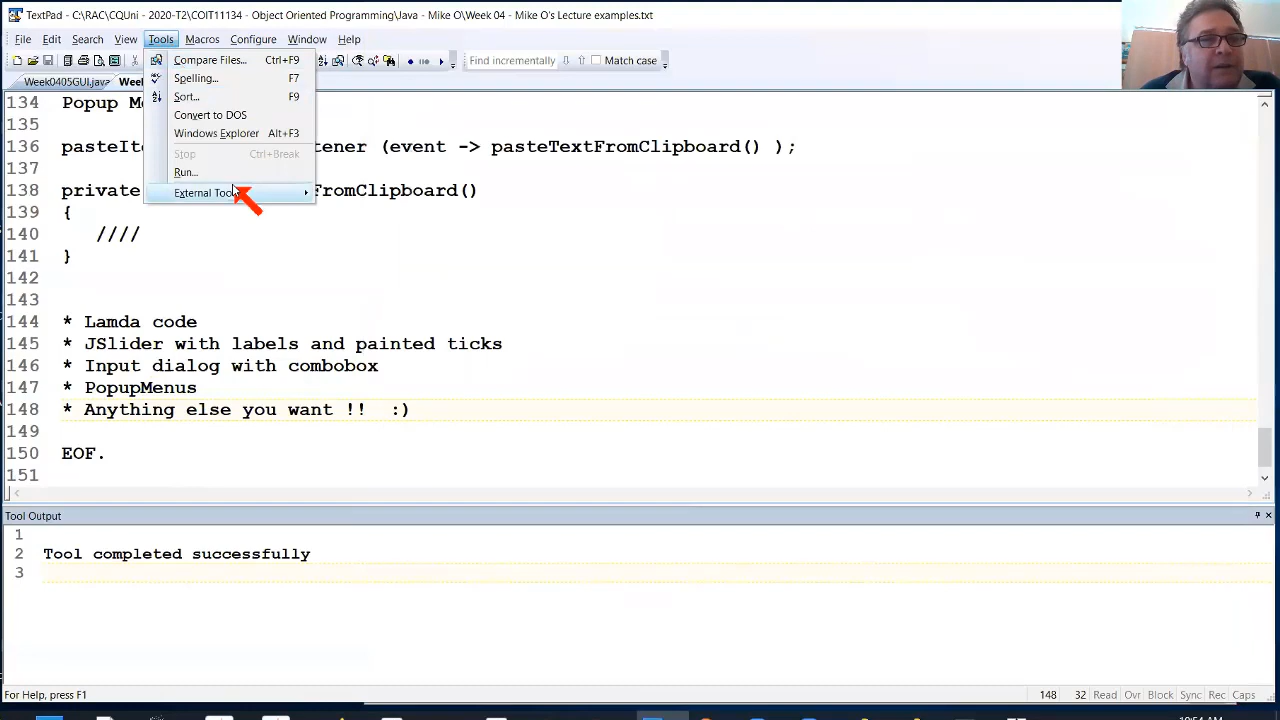 TextPad - C:\RAC\CQUni - 2020-T2\COIT11134 - Object Oriented Programming\Java - Mike O\Week 04 - Mike O's Lecture examples.txt
File Edit Search View Tools Macros Configure Window Help
Find incrementally Match case
Week0405GUI.java Wee
Compare Files... Ctrl+F9
Spelling... F7
Sort... F9
Convert to DOS
Windows Explorer Alt+F3
Stop Ctrl+Break
Run...
External Tool
134 Popup M
135
136 pasteIt tener (event -> pasteTextFromClipboard() );
137
138 private FromClipboard()
139 {
140 ////
141 }
142
143
144 * Lamda code
145 * JSlider with labels and painted ticks
146 * Input dialog with combobox
147 * PopupMenus
148 * Anything else you want !! :)
149
150 EOF.
151
Tool Output
1
2 Tool completed successfully
3
For Help, press F1 148 32 Read Ovr Block Sync Rec Caps